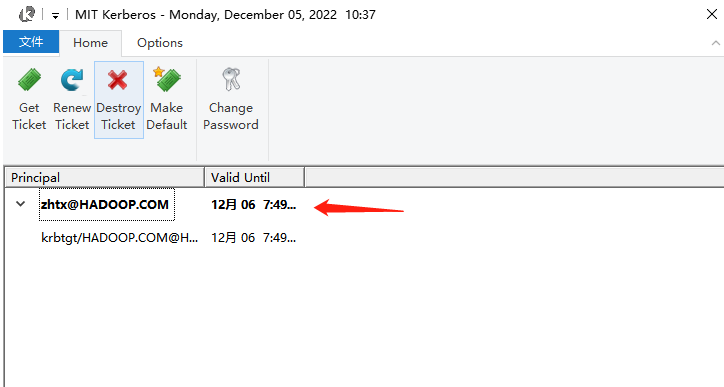 MIT Kerberos - Monday, December 05, 2022 10:37
文件 Home Options
Get Ticket
Renew Ticket
Destroy Ticket
Make Default
Change Password
Principal Valid Until
zhtx@HADOOP.COM 12月 06 7:49...
krbtgt/HADOOP.COM@H... 12月 06 7:49...